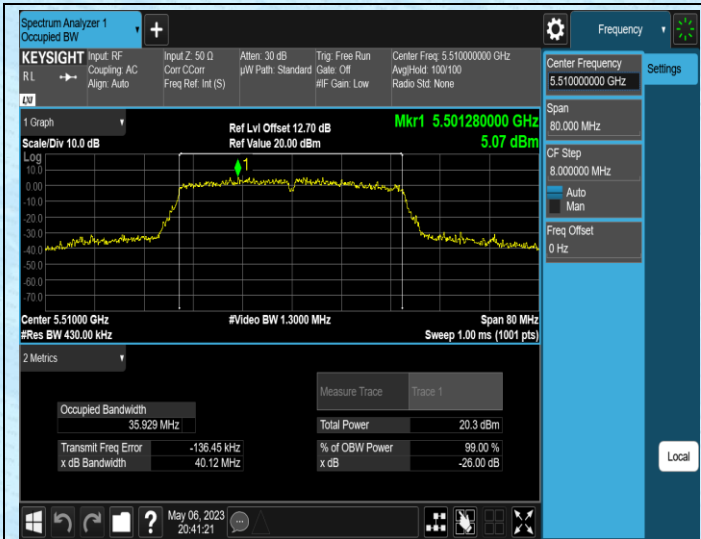 Spectrum Analyzer 1
Occupied BW
Frequency
KEYSIGHT
RL
LXI
Input: RF
Coupling: AC
Align: Auto
Input Z: 50 Ω
Corr CCorr
Freq Ref: Int (S)
Atten: 30 dB
µW Path: Standard
Trig: Free Run
Gate: Off
#IF Gain: Low
Center Freq: 5.510000000 GHz
Avg|Hold: 100/100
Radio Std: None
Center Frequency
5.510000000 GHz
Settings
Span
80.000 MHz
CF Step
8.000000 MHz
Auto
Man
Freq Offset
0 Hz
1 Graph
Scale/Div 10.0 dB
Ref Lvl Offset 12.70 dB
Ref Value 20.00 dBm
Mkr1 5.501280000 GHz
5.07 dBm
Log
10.0
0.00
-10.0
-20.0
-30.0
-40.0
-50.0
-60.0
-70.0
1
Center 5.51000 GHz
#Res BW 430.00 kHz
#Video BW 1.3000 MHz
Span 80 MHz
Sweep 1.00 ms (1001 pts)
2 Metrics
Measure Trace
Trace 1
Occupied Bandwidth
35.929 MHz
Total Power
20.3 dBm
Transmit Freq Error
-136.45 kHz
% of OBW Power
99.00 %
x dB Bandwidth
40.12 MHz
x dB
-26.00 dB
Local
?
May 06, 2023
20:41:21